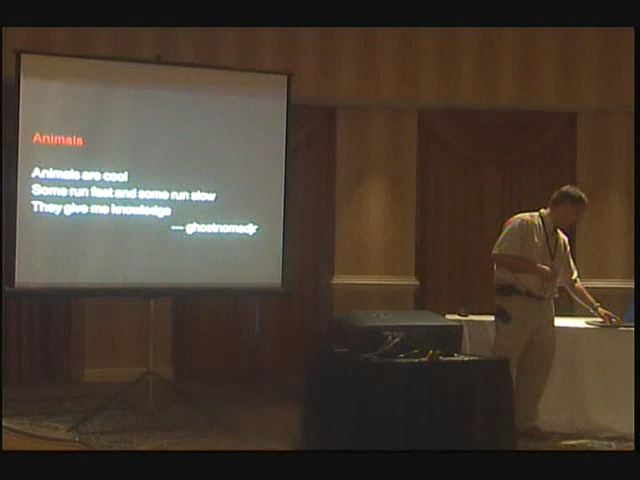 Animals
Animals are cool
Some run fast and some run slow
They give me knowledge
--- ghostnomadjr